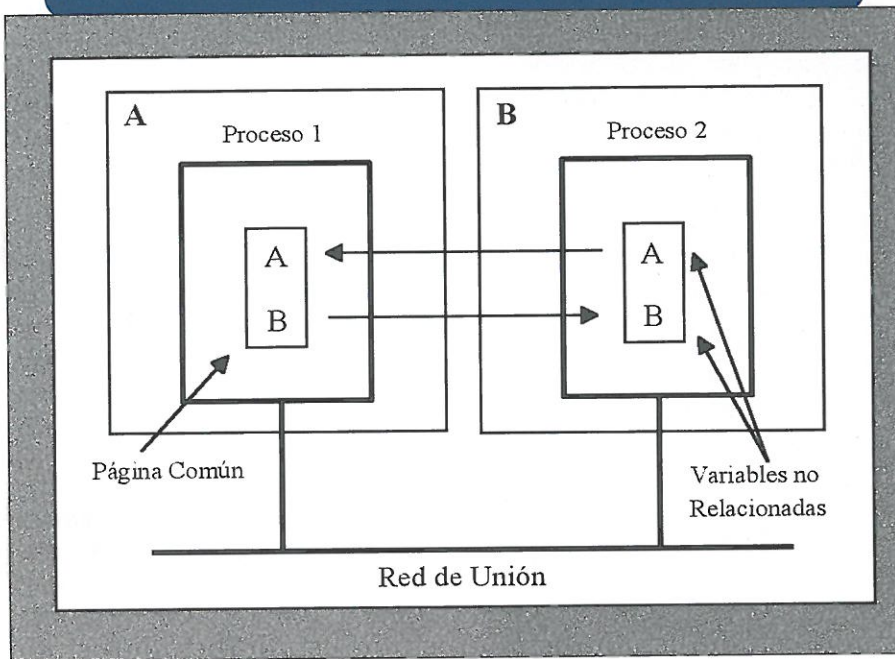 A
Proceso 1
A
B
B
Proceso 2
A
B
Página Común
Variables no
Relacionadas
Red de Unión